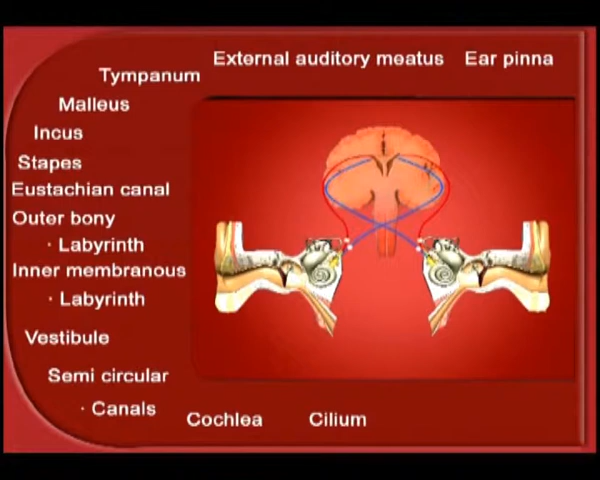 External auditory meatus
Ear pinna
Tympanum
Malleus
Incus
Stapes
Eustachian canal
Outer bony
· Labyrinth
Inner membranous
· Labyrinth
Vestibule
Semi circular
· Canals
Cochlea
Cilium